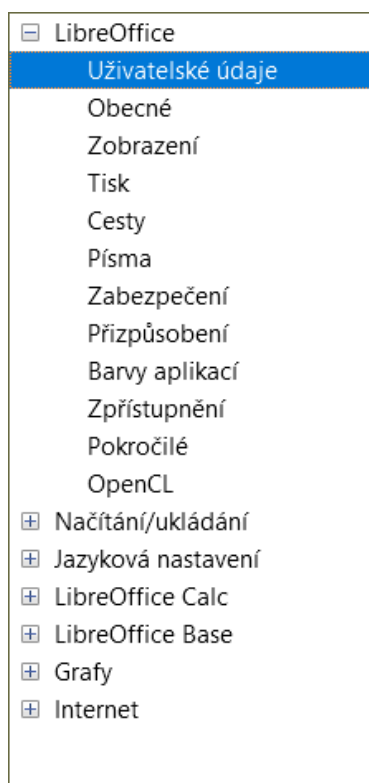 LibreOffice
Uživatelské údaje
Obecné
Zobrazení
Tisk
Cesty
Písma
Zabezpečení
Přizpůsobení
Barvy aplikací
Zpřístupnění
Pokročilé
OpenCL
Načítání/ukládání
Jazyková nastavení
LibreOffice Calc
LibreOffice Base
Grafy
Internet